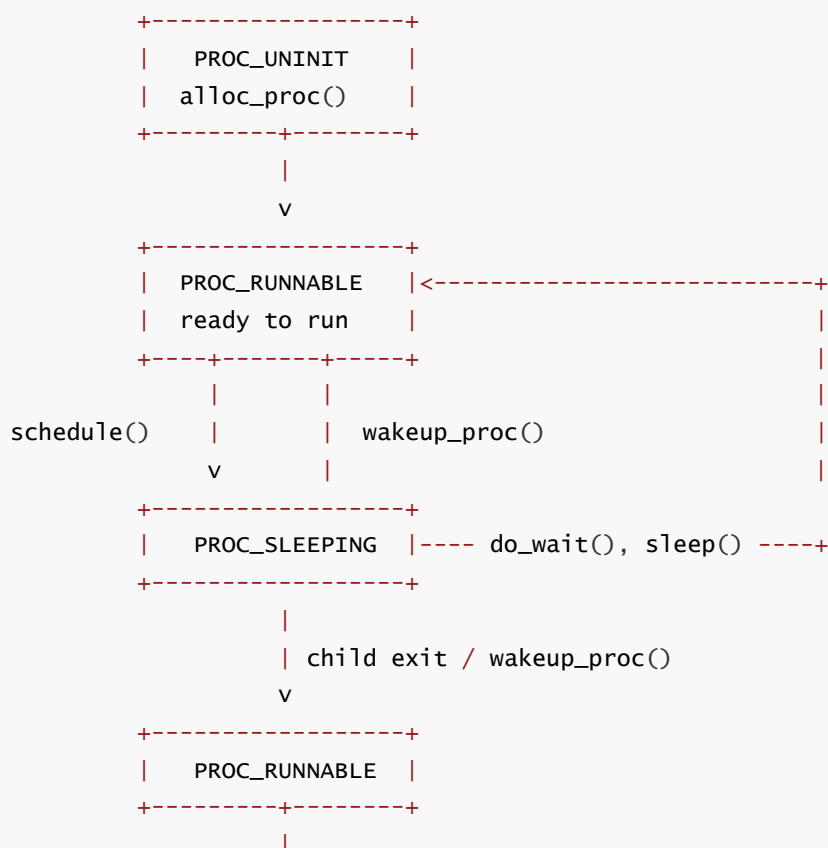 +------------------+
|   PROC_UNINIT    |
|  alloc_proc()    |
+---------+--------+
|
v
+------------------+
|  PROC_RUNNABLE   |<---------------------------+
|  ready to run    |                            |
+----+-------+-----+                            |
|       |                                  |
schedule()    |       |  wakeup_proc()                   |
v       |                                  |
+------------------+
|   PROC_SLEEPING  |---- do_wait(), sleep() ----+
+------------------+
|
| child exit / wakeup_proc()
v
+------------------+
|   PROC_RUNNABLE  |
+---------+--------+
|